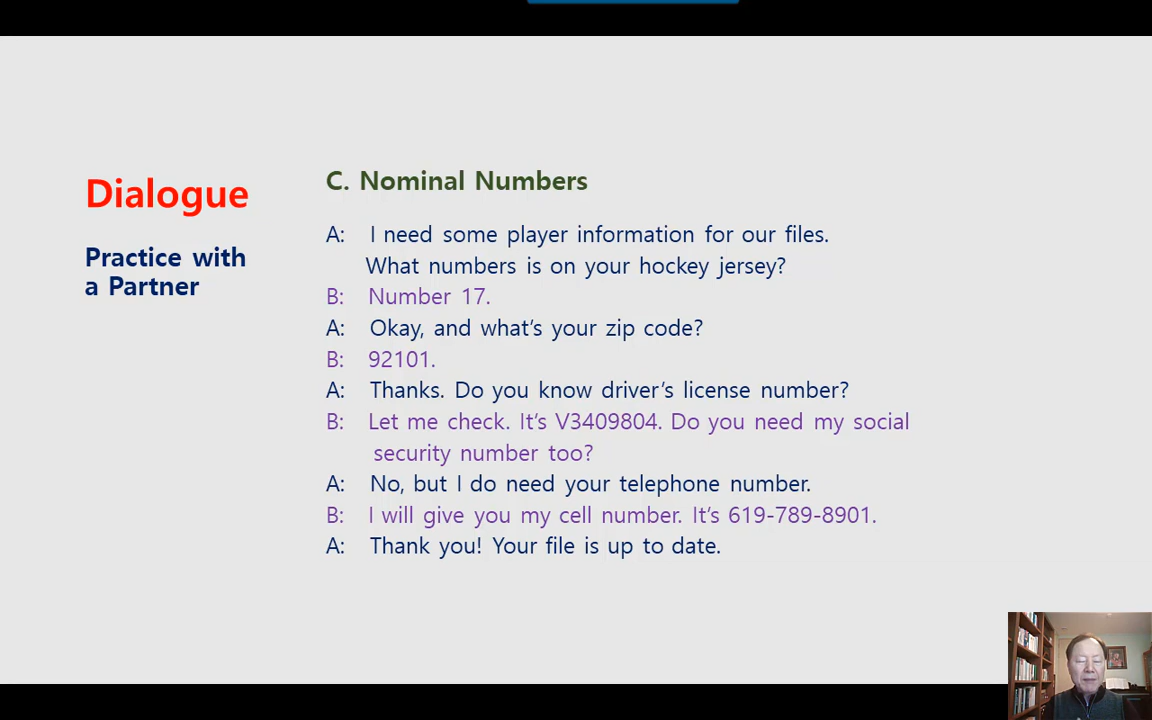 Dialogue
Practice with
a Partner
C. Nominal Numbers
A: I need some player information for our files.
What numbers is on your hockey jersey?
B: Number 17.
A: Okay, and what's your zip code?
B: 92101.
A: Thanks. Do you know driver's license number?
B: Let me check. It's V3409804. Do you need my social
security number too?
A: No, but I do need your telephone number.
B: I will give you my cell number. It's 619-789-8901.
A: Thank you! Your file is up to date.